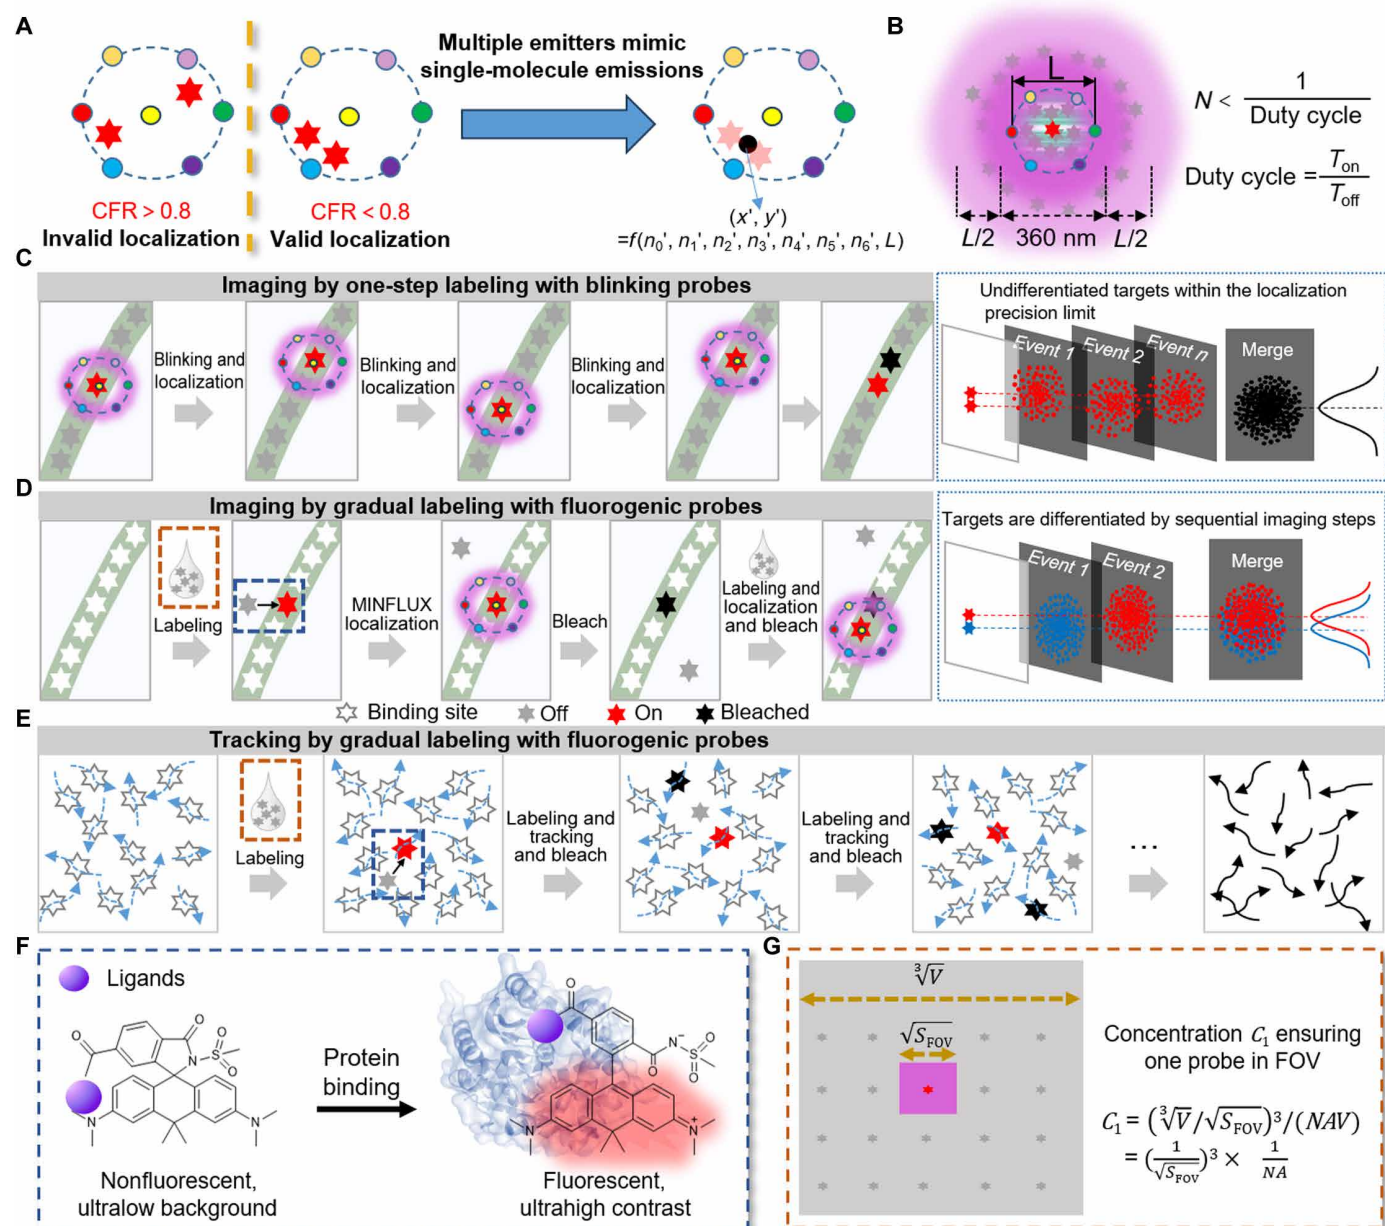 A
Multiple emitters mimic
single-molecule emissions
CFR > 0.8
Invalid localization
CFR < 0.8
Valid localization
(x', y')
=f(n0', n1', n2', n3', n4', n5', n6', L)
B
L
L/2
360 nm
L/2
N < 1 / Duty cycle
Duty cycle = Ton / Toff
C
Imaging by one-step labeling with blinking probes
Blinking and
localization
Blinking and
localization
Blinking and
localization
Undifferentiated targets within the localization
precision limit
Event 1
Event 2
Event n
Merge
D
Imaging by gradual labeling with fluorogenic probes
Labeling
MINFLUX
localization
Bleach
Labeling and
localization
and bleach
Targets are differentiated by sequential imaging steps
Event 1
Event 2
Merge
Binding site
Off
On
Bleached
E
Tracking by gradual labeling with fluorogenic probes
Labeling
Labeling and
tracking
and bleach
Labeling and
tracking
and bleach
...
F
Ligands
O
N
S
O
O
O
N
N
Protein
binding
O
N-
S
O
O
O
N
N+
Nonfluorescent,
ultralow background
Fluorescent,
ultrahigh contrast
G
∛V
√SFOV
Concentration C1 ensuring
one probe in FOV
C1 = (∛V/√SFOV)³/(NAV)
= (1/√SFOV)³ × 1/NA